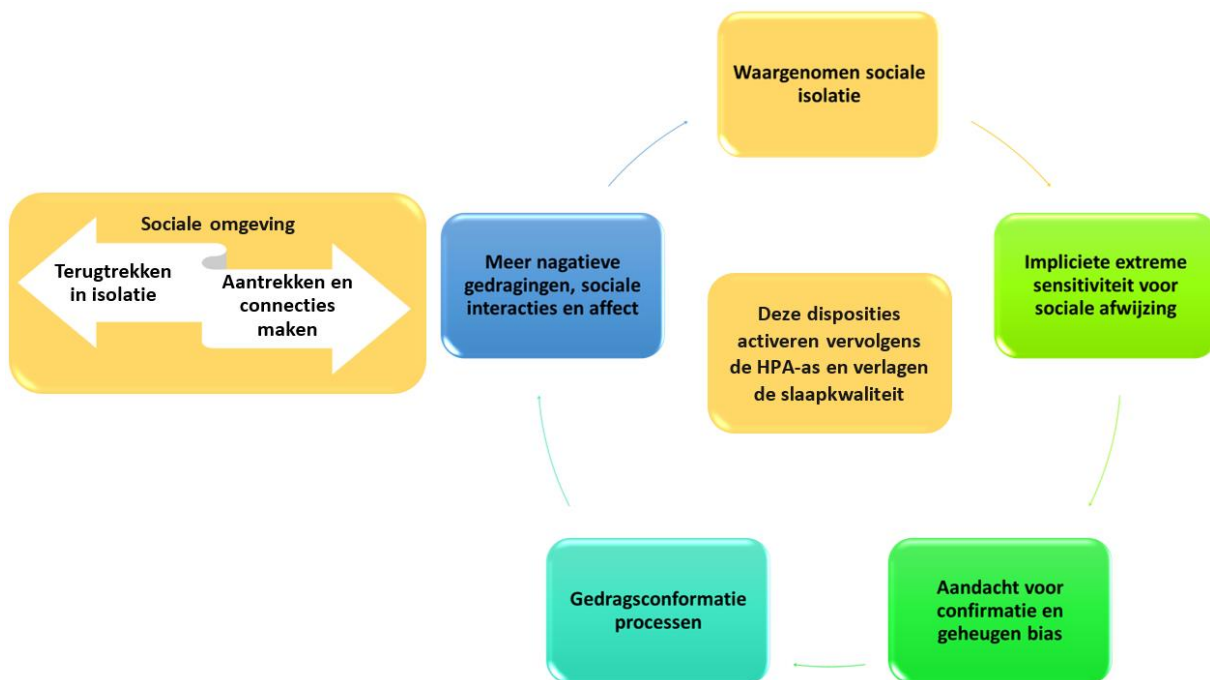 Waargenomen sociale
isolatie
Sociale omgeving
Terugtrekken
in isolatie
Aantrekken en
connecties
maken
Meer nagatieve
gedragingen, sociale
interacties en affect
Impliciete extreme
sensitiviteit voor
sociale afwijzing
Deze disposities
activeren vervolgens
de HPA-as en verlagen
de slaapkwaliteit
Gedragsconformatie
processen
Aandacht voor
confirmatie en
geheugen bias